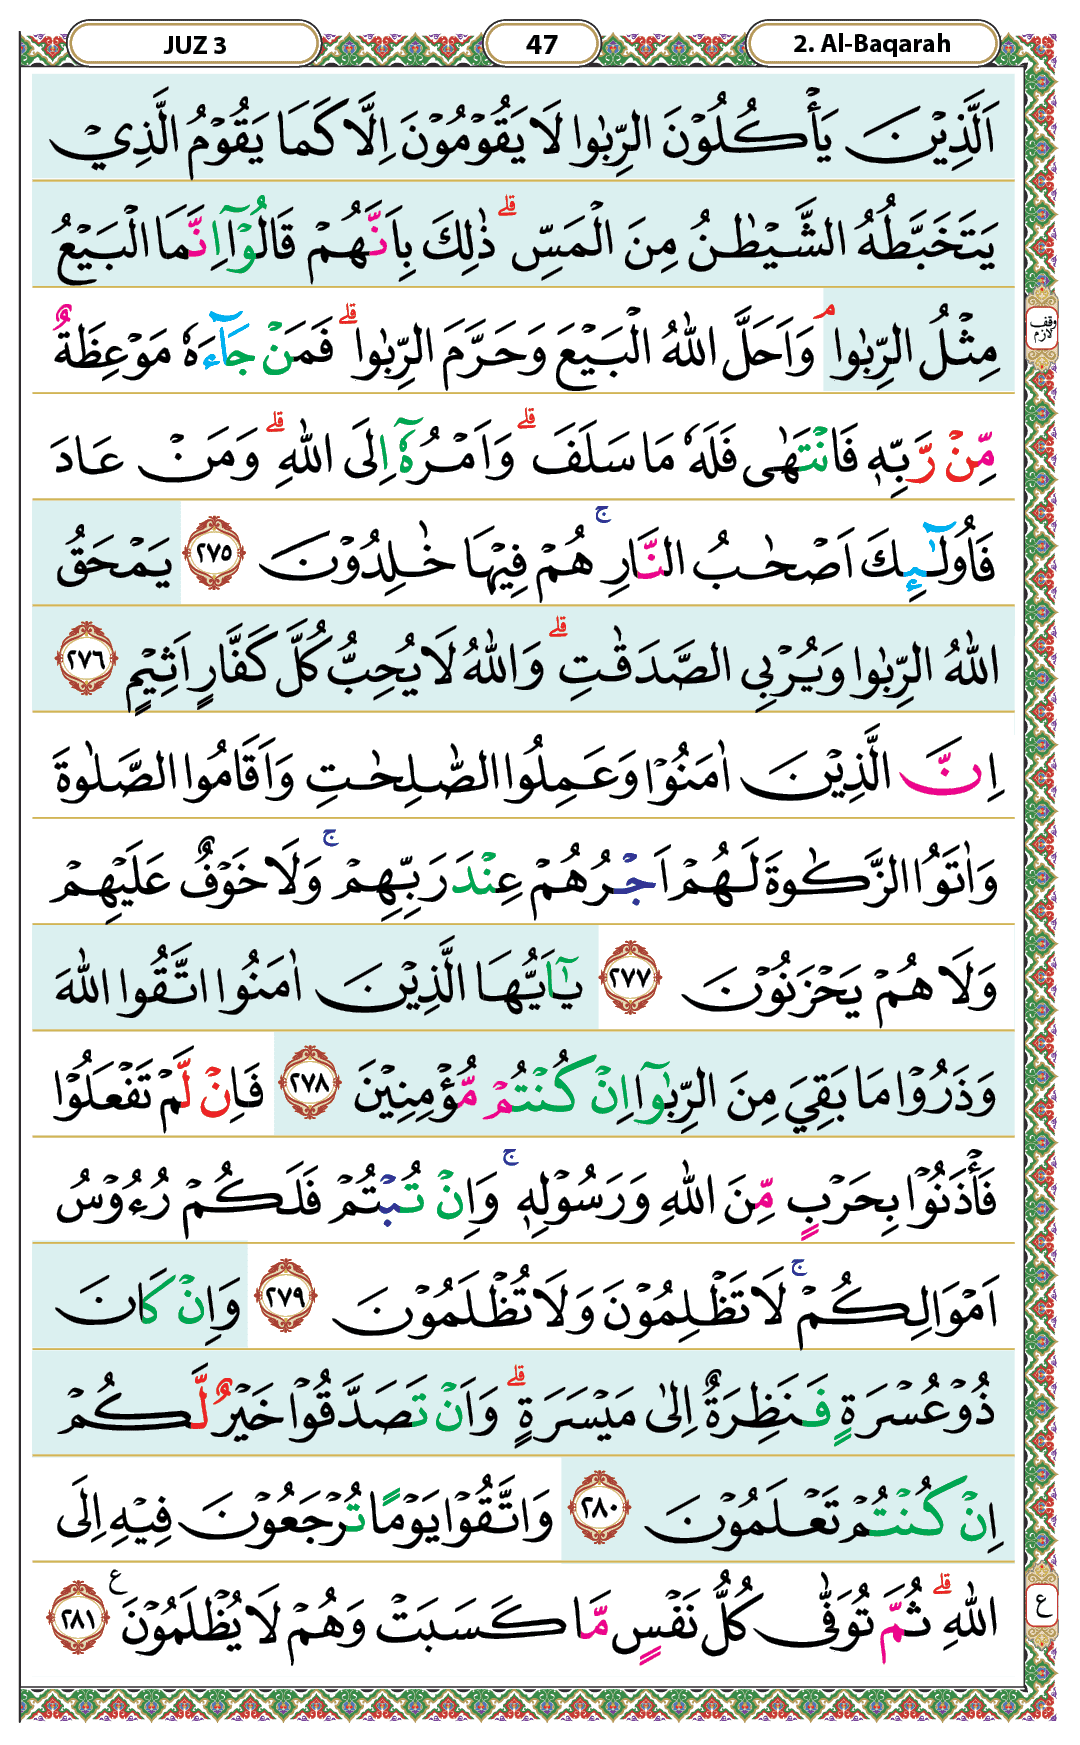 JUZ 3
47
2. Al-Baqarah
اَلَّذِيْنَ يَأْكُلُوْنَ الرِّبٰوا لَا يَقُوْمُوْنَ اِلَّا كَمَا يَقُوْمُ الَّذِيْ
يَتَخَبَّطُهُ الشَّيْطٰنُ مِنَ الْمَسِّ ۗ ذٰلِكَ بِاَنَّهُمْ قَالُوْٓا اِنَّمَا الْبَيْعُ
مِثْلُ الرِّبٰوا ۘ وَاَحَلَّ اللّٰهُ الْبَيْعَ وَحَرَّمَ الرِّبٰوا ۗ فَمَنْ جَاۤءَهٗ مَوْعِظَةٌ
وقف لازم
مِّنْ رَّبِّهٖ فَانْتَهٰى فَلَهٗ مَا سَلَفَ ۗ وَاَمْرُهٗٓ اِلَى اللّٰهِ ۗ وَمَنْ عَادَ
فَاُولٰۤىِٕكَ اَصْحٰبُ النَّارِ ۚ هُمْ فِيْهَا خٰلِدُوْنَ ٢٧٥ يَمْحَقُ
اللّٰهُ الرِّبٰوا وَيُرْبِى الصَّدَقٰتِ ۗ وَاللّٰهُ لَا يُحِبُّ كُلَّ كَفَّارٍ اَثِيْمٍ ٢٧٦
اِنَّ الَّذِيْنَ اٰمَنُوْا وَعَمِلُوا الصّٰلِحٰتِ وَاَقَامُوا الصَّلٰوةَ
وَاٰتَوُا الزَّكٰوةَ لَهُمْ اَجْرُهُمْ عِنْدَ رَبِّهِمْ ۚ وَلَا خَوْفٌ عَلَيْهِمْ
وَلَا هُمْ يَحْزَنُوْنَ ٢٧٧ يٰٓاَيُّهَا الَّذِيْنَ اٰمَنُوا اتَّقُوا اللّٰهَ
وَذَرُوْا مَا بَقِيَ مِنَ الرِّبٰوٓا اِنْ كُنْتُمْ مُّؤْمِنِيْنَ ٢٧٨ فَاِنْ لَّمْ تَفْعَلُوْا
فَأْذَنُوْا بِحَرْبٍ مِّنَ اللّٰهِ وَرَسُوْلِهٖ ۚ وَاِنْ تُبْتُمْ فَلَكُمْ رُءُوْسُ
اَمْوَالِكُمْ ۚ لَا تَظْلِمُوْنَ وَلَا تُظْلَمُوْنَ ٢٧٩ وَاِنْ كَانَ
ذُوْ عُسْرَةٍ فَنَظِرَةٌ اِلٰى مَيْسَرَةٍ ۗ وَاَنْ تَصَدَّقُوْا خَيْرٌ لَّكُمْ
اِنْ كُنْتُمْ تَعْلَمُوْنَ ٢٨٠ وَاتَّقُوْا يَوْمًا تُرْجَعُوْنَ فِيْهِ اِلَى
اللّٰهِ ۗ ثُمَّ تُوَفّٰى كُلُّ نَفْسٍ مَّا كَسَبَتْ وَهُمْ لَا يُظْلَمُوْنَ ع ٢٨١
ع